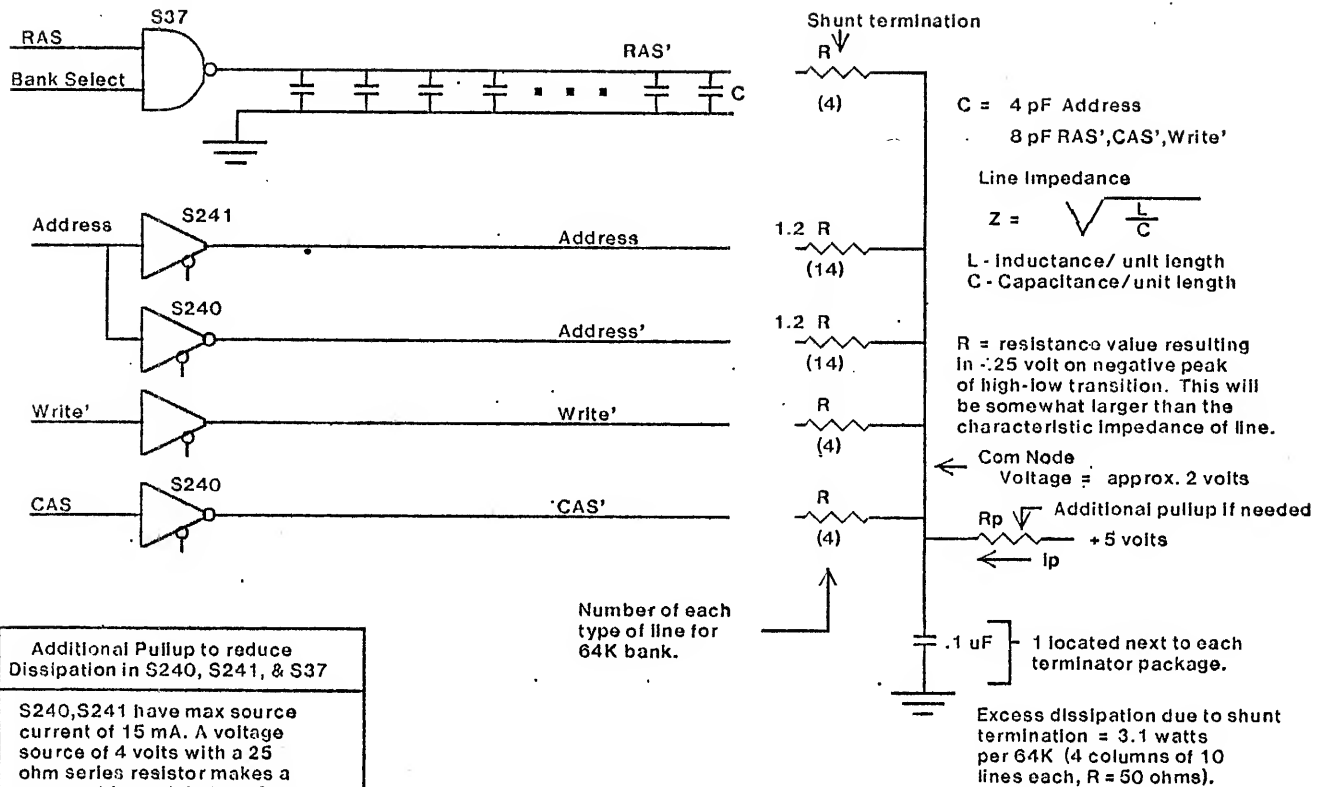 S37
RAS
Bank Select
RAS'
C
Shunt termination
R
(4)
C = 4 pF Address
8 pF RAS',CAS',Write'
Line Impedance
Z = √ L
C
L - Inductance/ unit length
C - Capacitance/unit length
Address
S241
Address
1.2 R
(14)
S240
Address'
1.2 R
(14)
R = resistance value resulting
in -.25 volt on negative peak
of high-low transition. This will
be somewhat larger than the
characteristic impedance of line.
Write'
Write'
R
(4)
Com Node
Voltage = approx. 2 volts
CAS
S240
CAS'
R
(4)
Rp
Additional pullup if needed
+5 volts
Ip
Number of each
type of line for
64K bank.
.1 uF
1 located next to each
terminator package.
Excess dissipation due to shunt
termination = 3.1 watts
per 64K (4 columns of 10
lines each, R = 50 ohms).
Additional Pullup to reduce
Dissipation in S240, S241, & S37
S240,S241 have max source
current of 15 mA. A voltage
source of 4 volts with a 25
ohm series resistor makes a